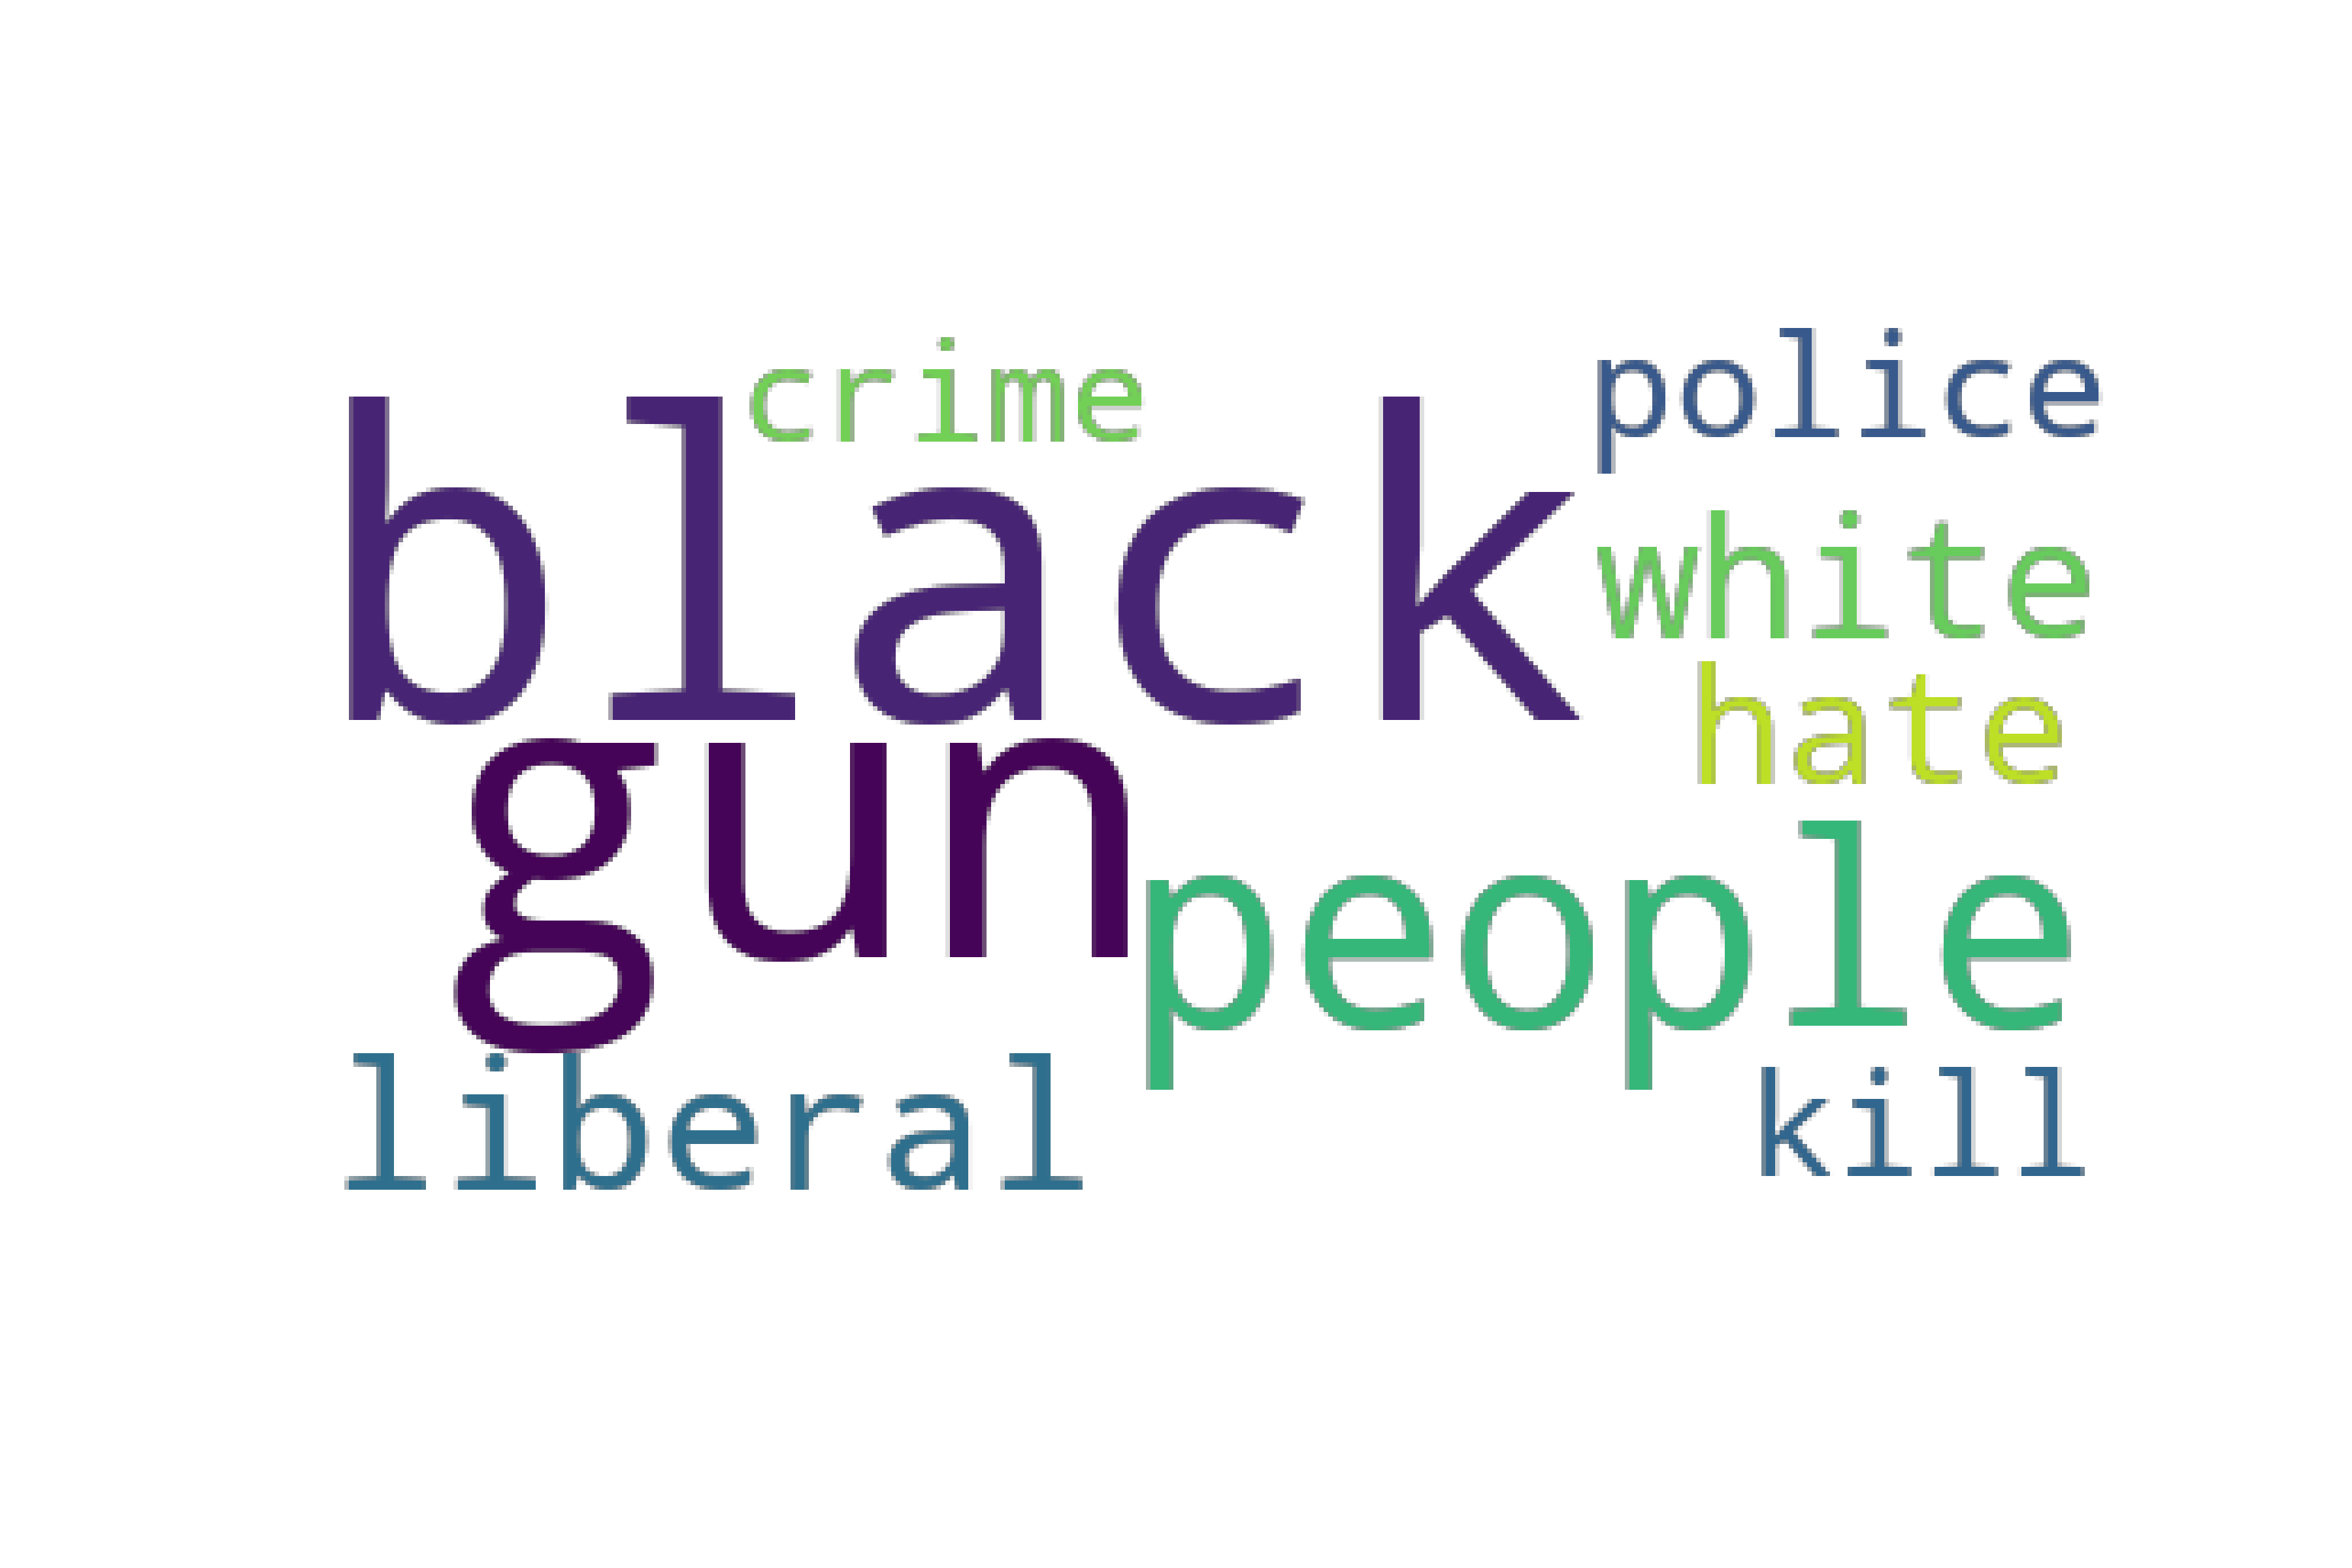 crime
police
black
white
hate
gun
people
liberal
kill